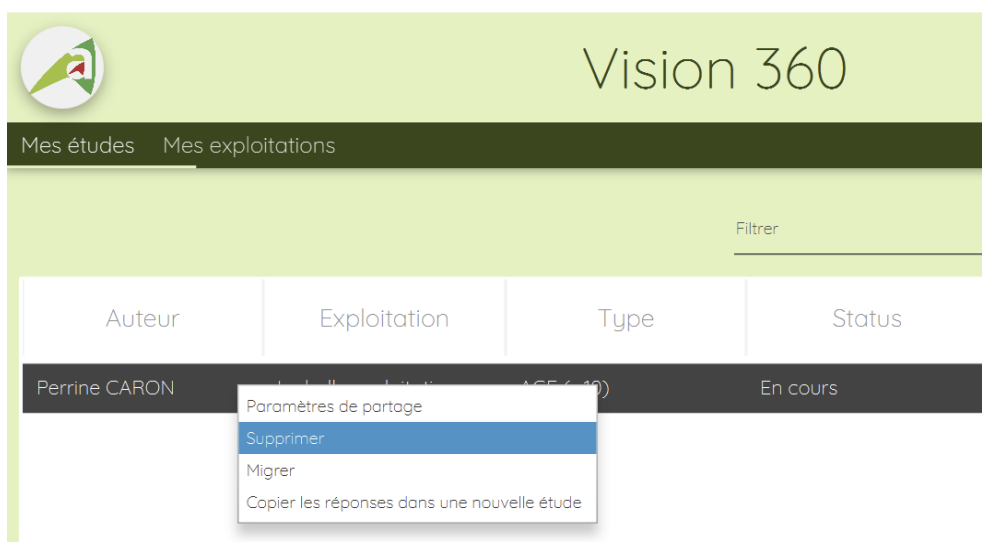 a
Vision 360
Mes études Mes exploitations
Filtrer
Auteur Exploitation Type Status
Perrine CARON En cours
Paramètres de partage
Supprimer
Migrer
Copier les réponses dans une nouvelle étude